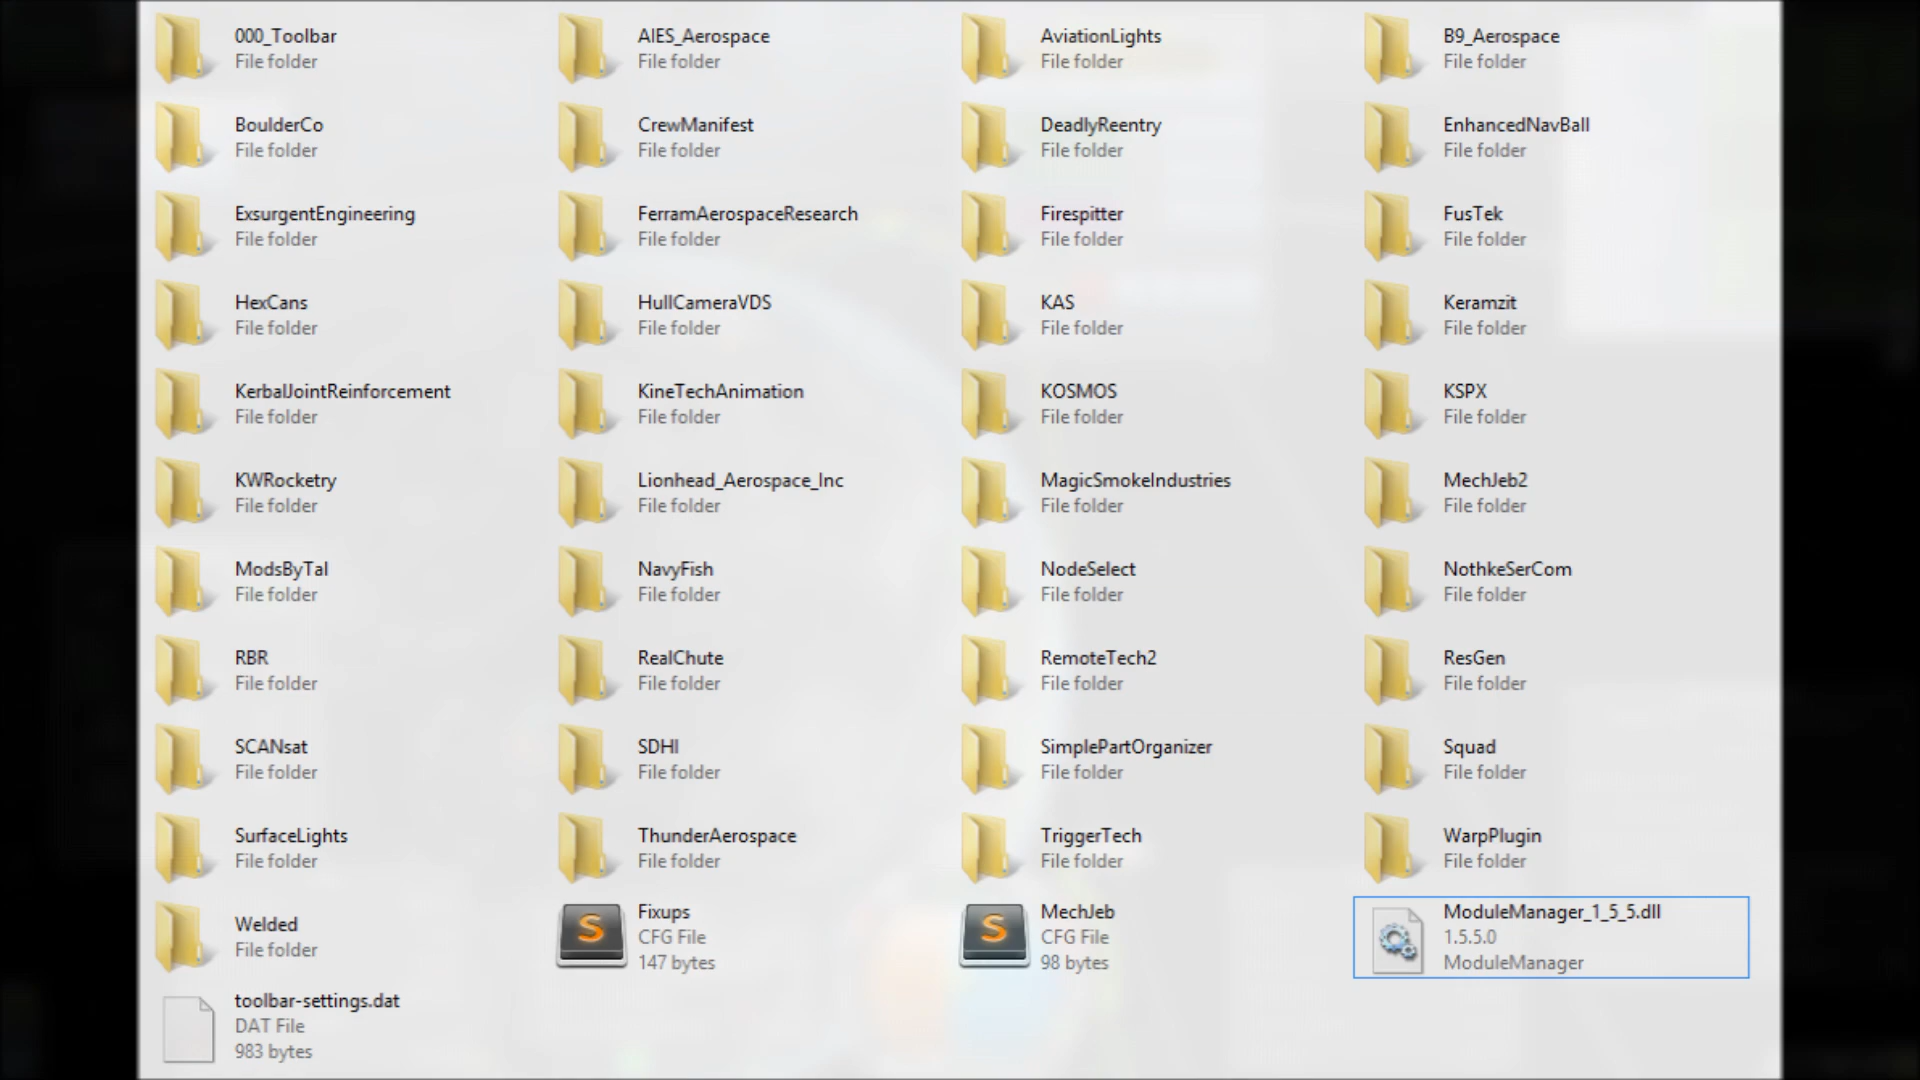 000_Toolbar
File folder
AIES_Aerospace
File folder
AviationLights
File folder
B9_Aerospace
File folder
BoulderCo
File folder
CrewManifest
File folder
DeadlyReentry
File folder
EnhancedNavBall
File folder
ExsurgentEngineering
File folder
FerramAerospaceResearch
File folder
Firespitter
File folder
FusTek
File folder
HexCans
File folder
HullCameraVDS
File folder
KAS
File folder
Keramzit
File folder
KerbalJointReinforcement
File folder
KineTechAnimation
File folder
KOSMOS
File folder
KSPX
File folder
KWRocketry
File folder
Lionhead_Aerospace_Inc
File folder
MagicSmokeIndustries
File folder
MechJeb2
File folder
ModsByTal
File folder
NavyFish
File folder
NodeSelect
File folder
NothkeSerCom
File folder
RBR
File folder
RealChute
File folder
RemoteTech2
File folder
ResGen
File folder
SCANsat
File folder
SDHI
File folder
SimplePartOrganizer
File folder
Squad
File folder
SurfaceLights
File folder
ThunderAerospace
File folder
TriggerTech
File folder
WarpPlugin
File folder
Welded
File folder
Fixups
CFG File
147 bytes
MechJeb
CFG File
98 bytes
ModuleManager_1_5_5.dll
1.5.5.0
ModuleManager
toolbar-settings.dat
DAT File
983 bytes